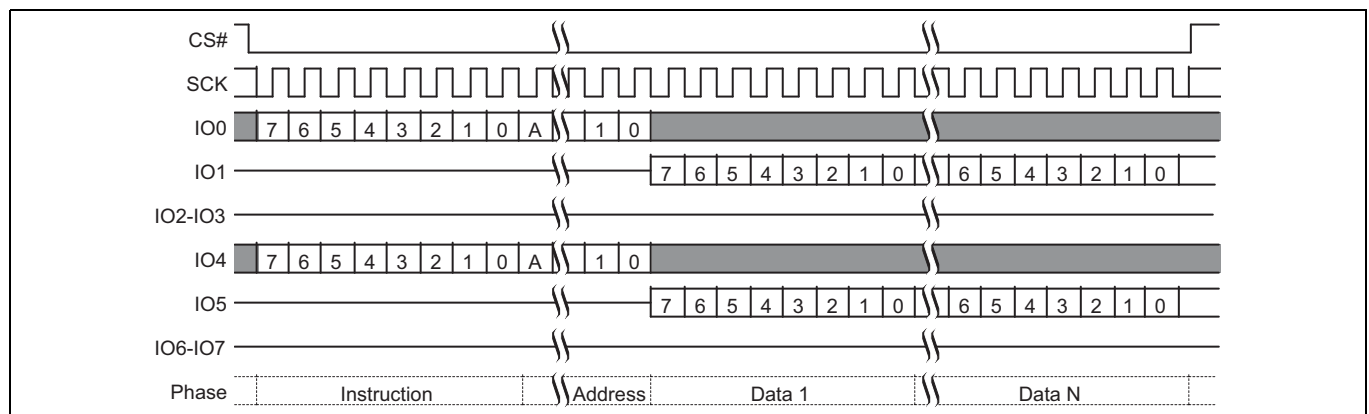 CS#
SCK
IO0 7 6 5 4 3 2 1 0 A 1 0
IO1 7 6 5 4 3 2 1 0 6 5 4 3 2 1 0
IO2-IO3
IO4 7 6 5 4 3 2 1 0 A 1 0
IO5 7 6 5 4 3 2 1 0 6 5 4 3 2 1 0
IO6-IO7
Phase Instruction Address Data 1 Data N